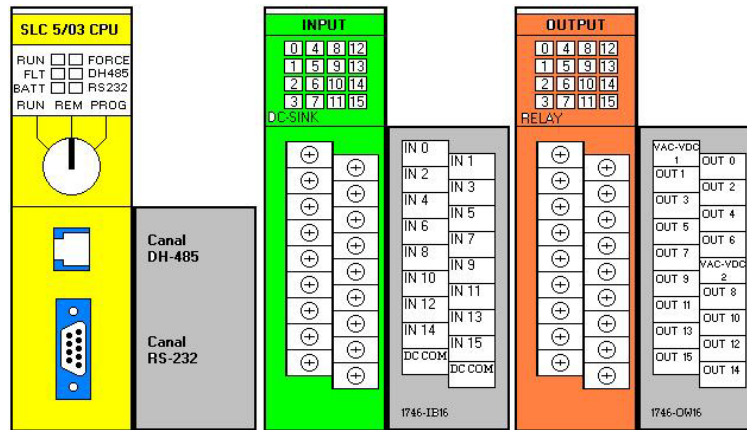 SLC 5/03 CPU
RUN FORCE
FLT DH485
BATT RS232
RUN REM PROG
Canal
DH-485
Canal
RS-232
INPUT
0 4 8 12
1 5 9 13
2 6 10 14
3 7 11 15
DC-SINK
IN 0
IN 1
IN 2
IN 3
IN 4
IN 5
IN 6
IN 7
IN 8
IN 9
IN 10
IN 11
IN 12
IN 13
IN 14
IN 15
DC COM
DC COM
1746-IB16
OUTPUT
0 4 8 12
1 5 9 13
2 6 10 14
3 7 11 15
RELAY
VAC-VDC
1
OUT 0
OUT 1
OUT 2
OUT 3
OUT 4
OUT 5
OUT 6
OUT 7
VAC-VDC
2
OUT 9
OUT 8
OUT 11
OUT 10
OUT 13
OUT 12
OUT 15
OUT 14
1746-OW16